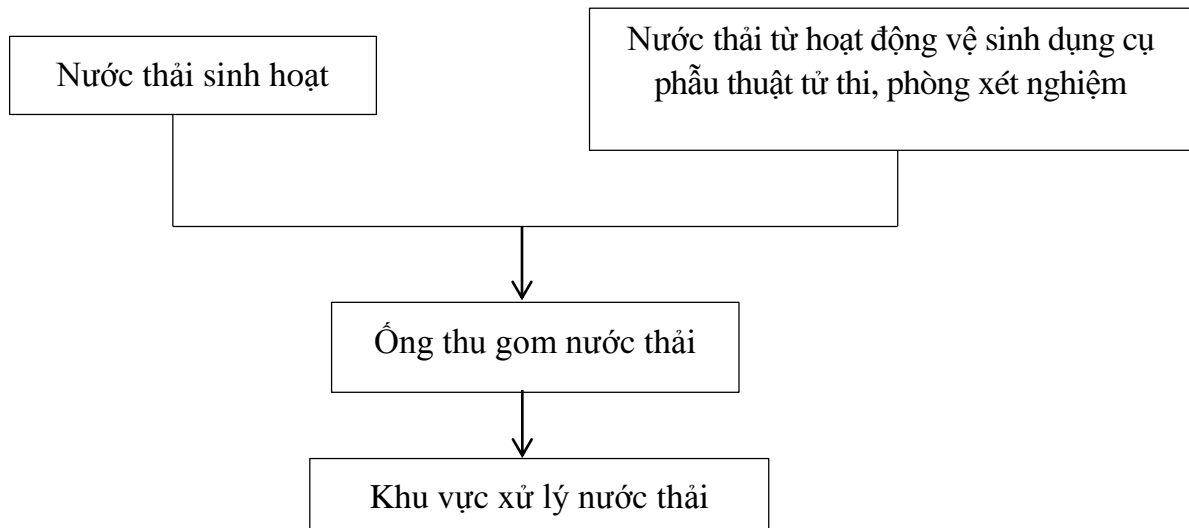 Nước thải sinh hoạt
Nước thải từ hoạt động vệ sinh dụng cụ
phẫu thuật tử thi, phòng xét nghiệm
Ống thu gom nước thải
Khu vực xử lý nước thải